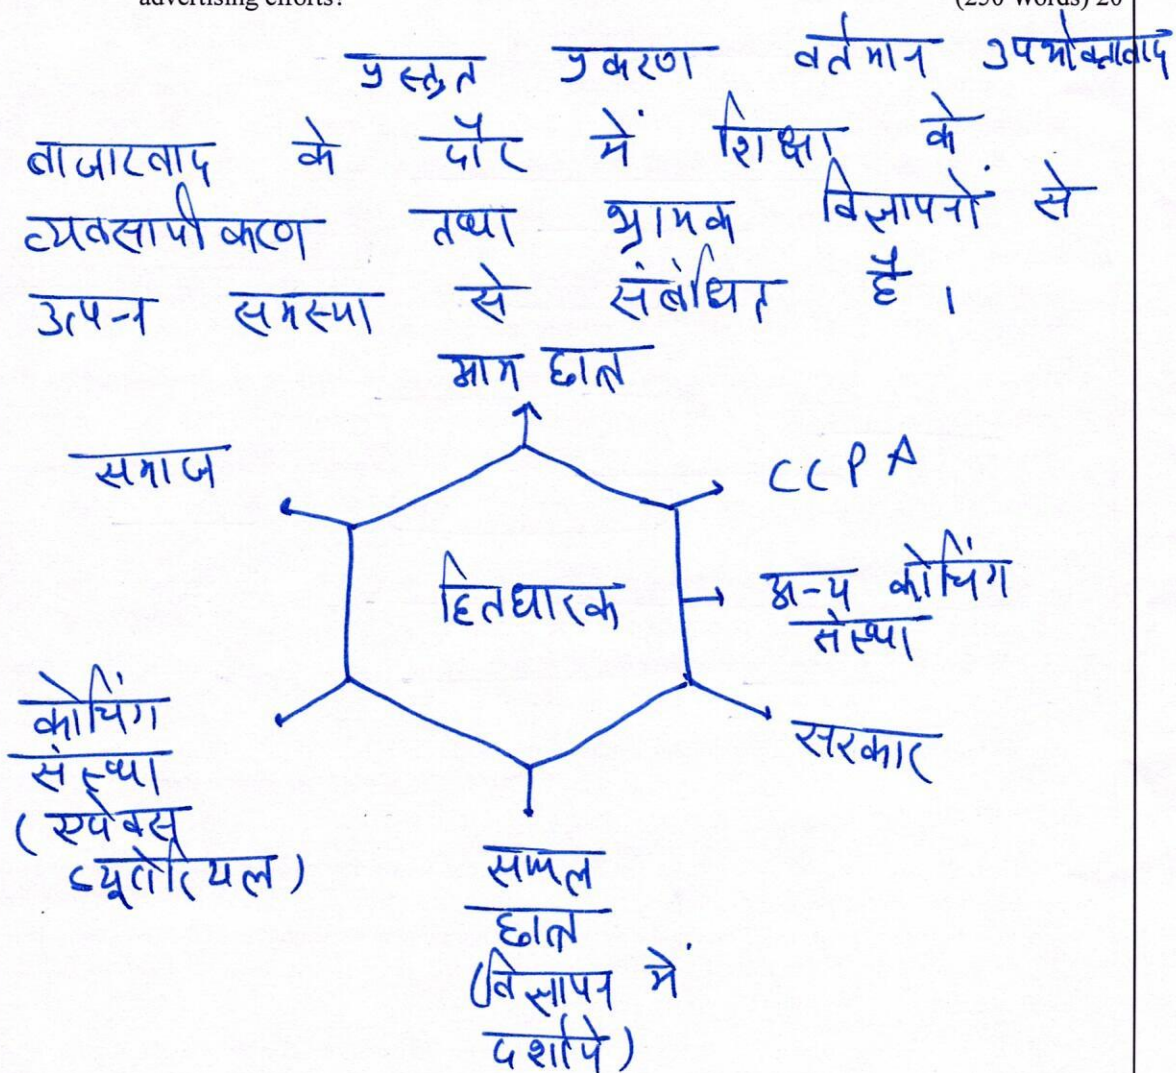 advertising efforts? (250 Words) 20
प्रस्तुत प्रकरण वर्तमान उपभोक्तावाद
बाजारवाद के दौर में शिक्षा के
व्यवसायीकरण तथा भ्रामक विज्ञापनों से
उत्पन्न समस्या से संबंधित है।
आम छात्र
समाज
CCPA
हितधारक
अन्य कोचिंग
संस्था
कोचिंग
संस्था
(एपेक्स
ट्यूटोरियल)
सरकार
सफल
छात्र
(विज्ञापन में
दर्शाये)